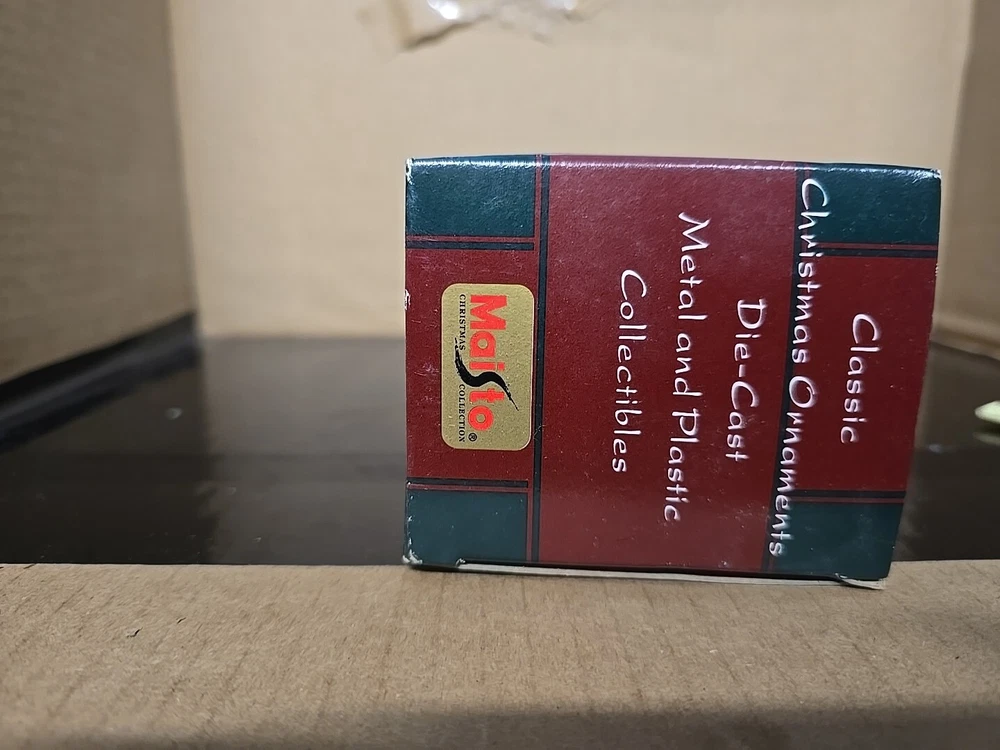 Classic
Christmas Ornaments
Die-Cast
Metal and Plastic
Collectibles
Maisto®
CHRISTMAS COLLECTION